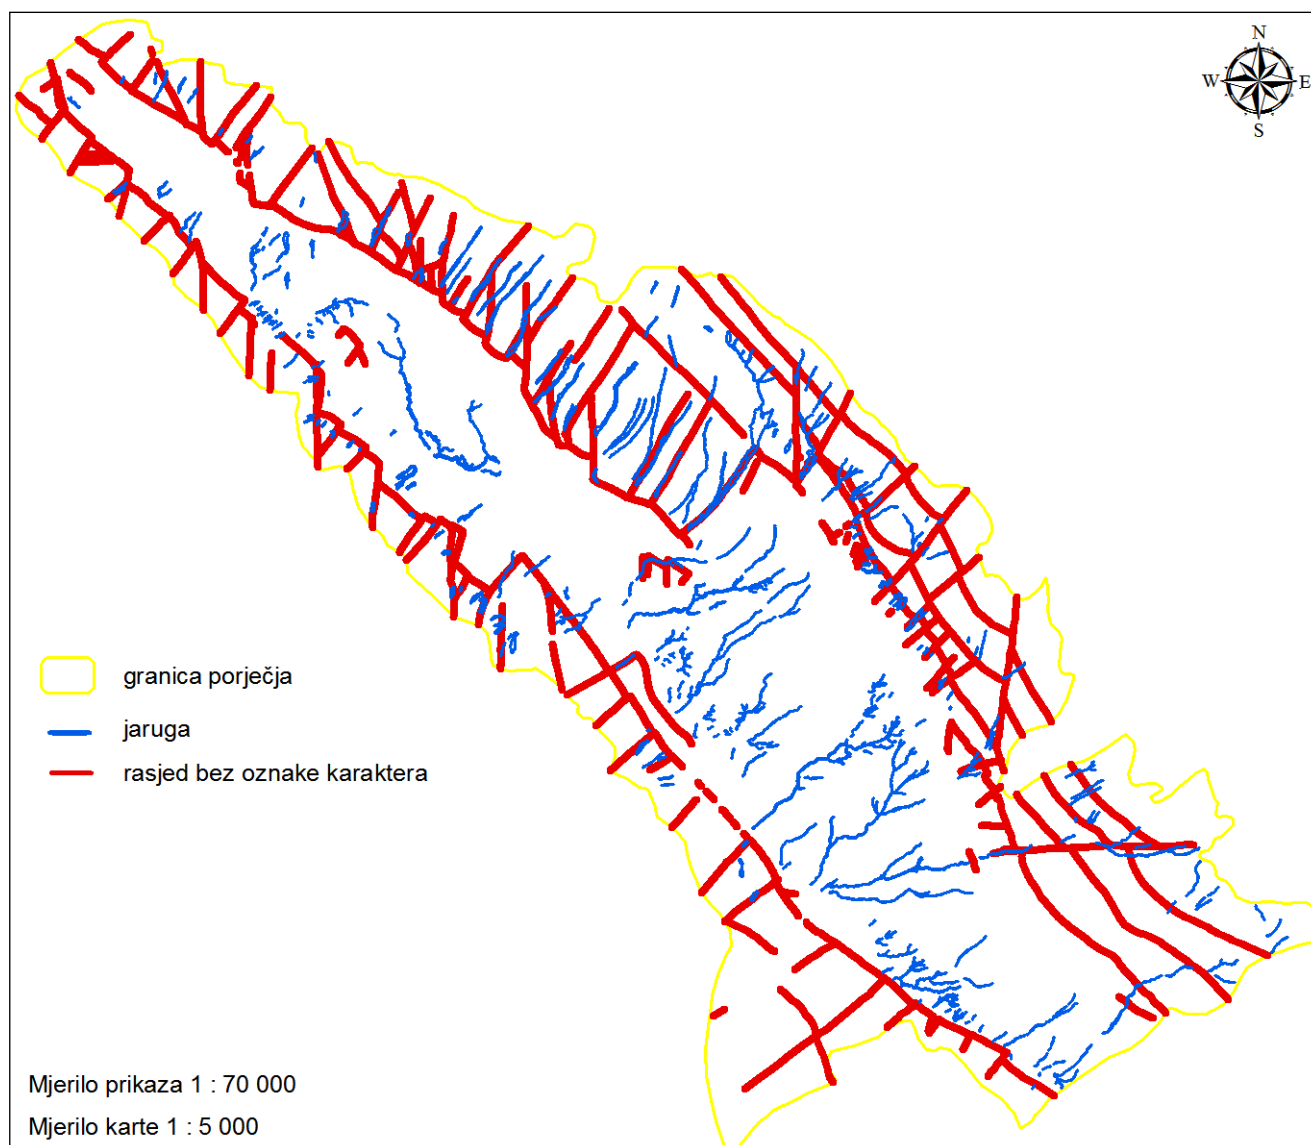 N
W E
S
granica porječja
jaruga
rasjed bez oznake karaktera
Mjerilo prikaza 1 : 70 000
Mjerilo karte 1 : 5 000